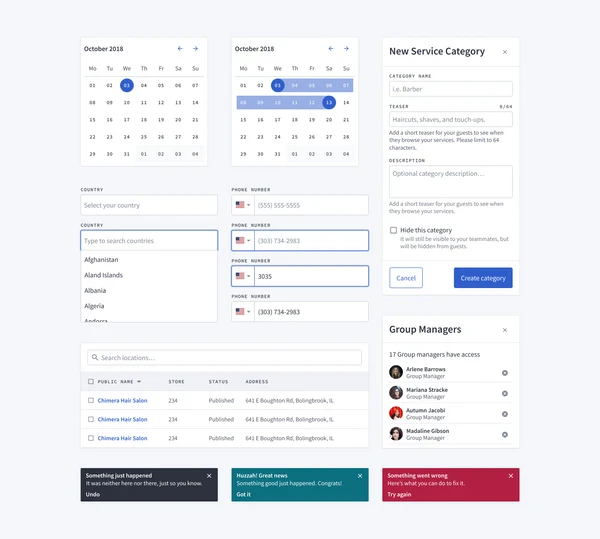 October 2018
Mo Tu We Th Fr Sa Su
01 02 03 04 05 06 07
08 09 10 11 12 13 14
15 16 17 18 19 20 21
22 23 24 25 26 27 28
29 30 31 01 02 03 04
October 2018
Mo Tu We Th Fr Sa Su
01 02 03 04 05 06 07
08 09 10 11 12 13 14
15 16 17 18 19 20 21
22 23 24 25 26 27 28
29 30 31 01 02 03 04
COUNTRY
Select your country
COUNTRY
Type to search countries
Afghanistan
Aland Islands
Albania
Algeria
Andorra
PHONE NUMBER
(555) 555-5555
PHONE NUMBER
(303) 734-2983
PHONE NUMBER
3035
PHONE NUMBER
(303) 734-2983
New Service Category
CATEGORY NAME
i.e. Barber
TEASER 0/64
Haircuts, shaves, and touch-ups.
Add a short teaser for your guests to see when
they browse your services. Please limit to 64
characters.
DESCRIPTION
Optional category description...
Add a short teaser for your guests to see when
they browse your services.
Hide this category
It will still be visible to your teammates, but
will be hidden from guests.
Cancel
Create category
Search locations...
PUBLIC NAME STORE STATUS ADDRESS
Chimera Hair Salon 234 Published 641 E Boughton Rd, Bolingbrook, IL
Chimera Hair Salon 234 Published 641 E Boughton Rd, Bolingbrook, IL
Chimera Hair Salon 234 Published 641 E Boughton Rd, Bolingbrook, IL
Group Managers
17 Group managers have access
Arlene Barrows
Group Manager
Mariana Stracke
Group Manager
Autumn Jacobi
Group Manager
Madaline Gibson
Group Manager
Something just happened
It was neither here nor there, just so you know.
Undo
Huzzah! Great news
Something good just happened. Congrats!
Got it
Something went wrong
Here's what you can do to fix it.
Try again